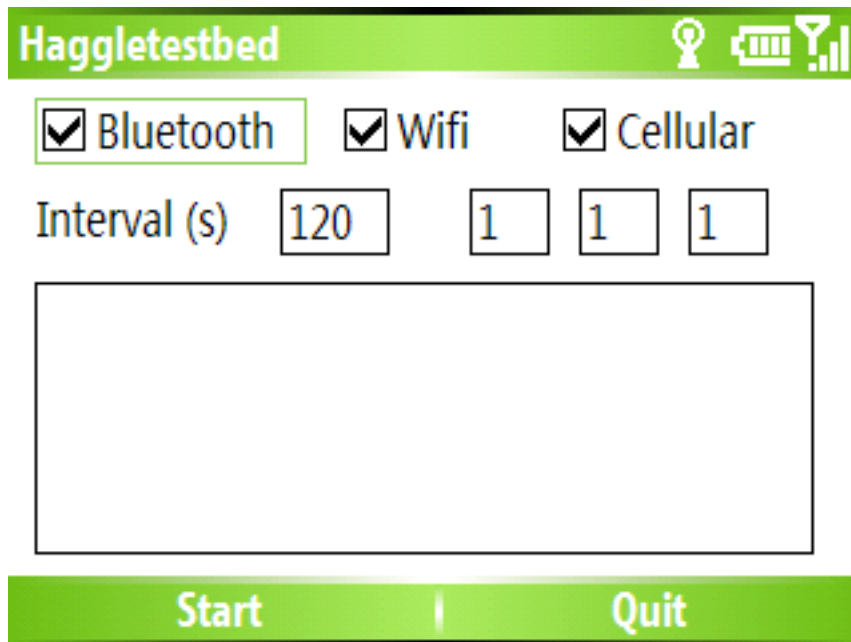 Haggletestbed
Bluetooth Wifi Cellular
Interval (s) 120 1 1 1
Start Quit